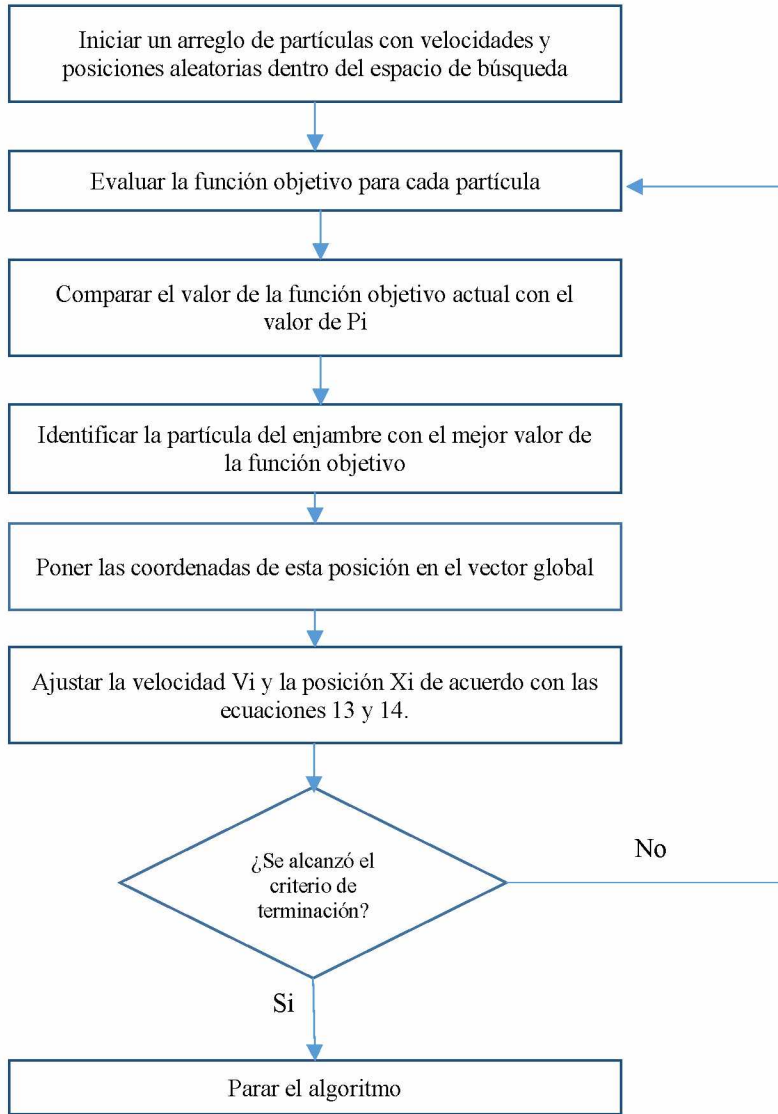 Iniciar un arreglo de partículas con velocidades y
posiciones aleatorias dentro del espacio de búsqueda
Evaluar la función objetivo para cada partícula
Comparar el valor de la función objetivo actual con el
valor de Pi
Identificar la partícula del enjambre con el mejor valor de
la función objetivo
Poner las coordenadas de esta posición en el vector global
Ajustar la velocidad Vi y la posición Xi de acuerdo con las
ecuaciones 13 y 14.
¿Se alcanzó el
criterio de
terminación?
No
Si
Parar el algoritmo